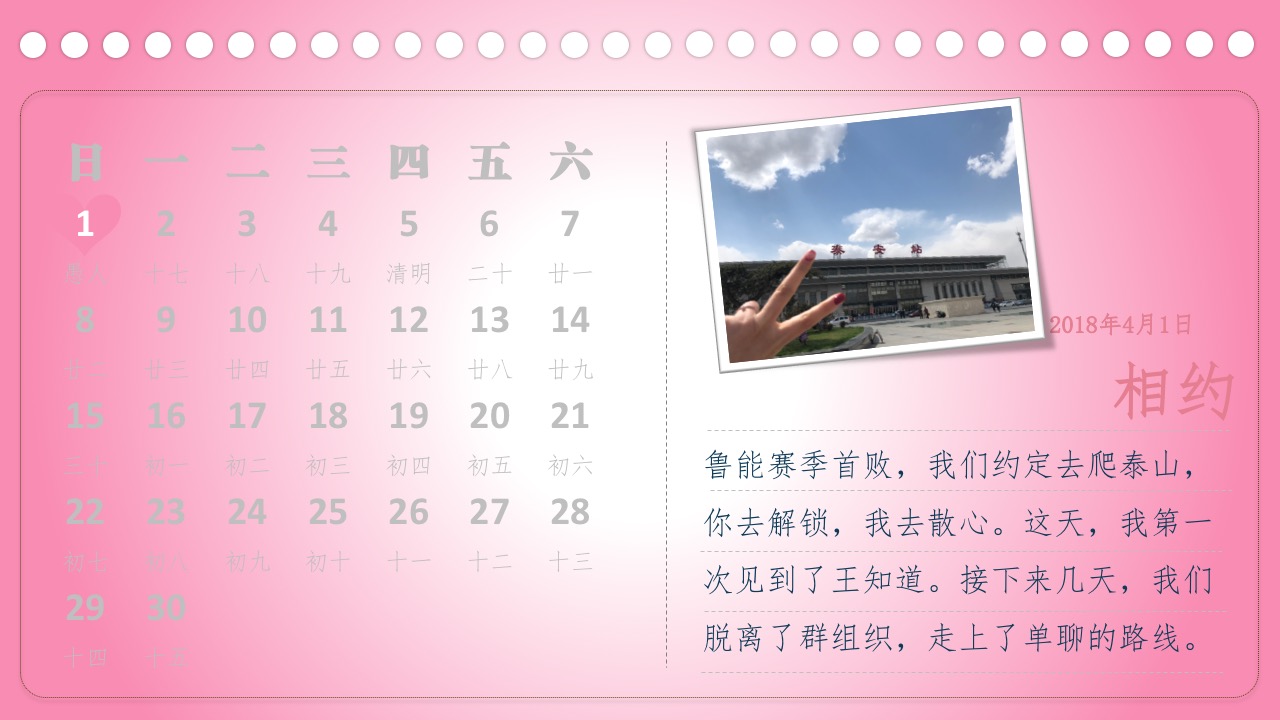 日 一 二 三 四 五 六
1 2 3 4 5 6 7
愚人 十七 十八 十九 清明 二十 廿一
8 9 10 11 12 13 14
廿二 廿三 廿四 廿五 廿六 廿八 廿九
15 16 17 18 19 20 21
三十 初一 初二 初三 初四 初五 初六
22 23 24 25 26 27 28
初七 初八 初九 初十 十一 十二 十三
29 30
十四 十五
泰安站
2018年4月1日
相约
鲁能赛季首败，我们约定去爬泰山，
你去解锁，我去散心。这天，我第一
次见到了王知道。接下来几天，我们
脱离了群组织，走上了单聊的路线。